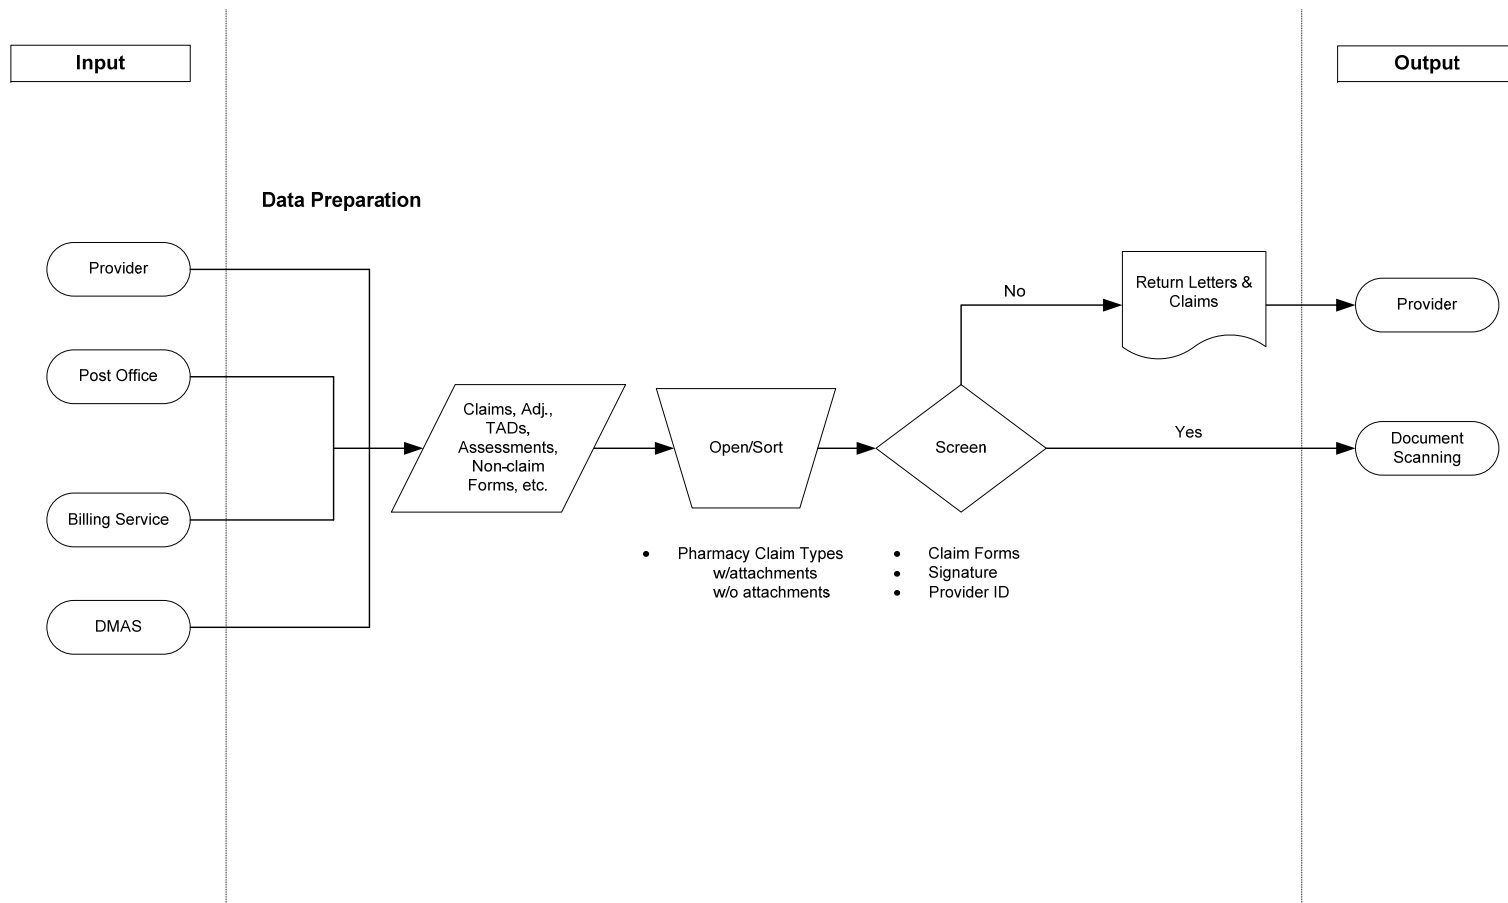 Input
Output
Data Preparation
Provider
Post Office
Billing Service
DMAS
Claims, Adj.,
TADs,
Assessments,
Non-claim
Forms, etc.
Open/Sort
Screen
No
Return Letters &
Claims
Provider
Yes
Document
Scanning
• Pharmacy Claim Types
w/attachments
w/o attachments
• Claim Forms
• Signature
• Provider ID